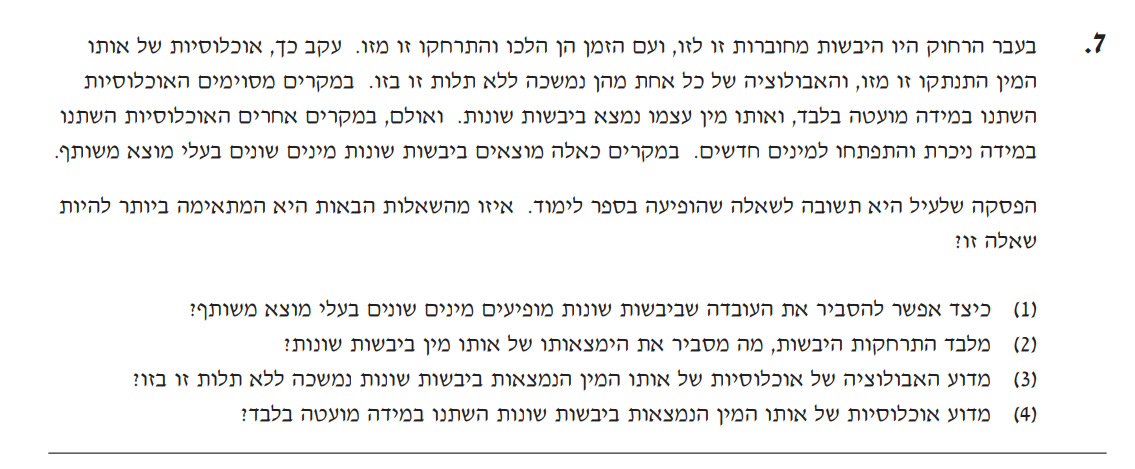 7. בעבר הרחוק היו היבשות מחוברות זו לזו, ועם הזמן הן הלכו והתרחקו זו מזו. עקב כך, אוכלוסיות של אותו
המין התנתקו זו מזו, והאבולוציה של כל אחת מהן נמשכה ללא תלות זו בזו. במקרים מסוימים האוכלוסיות
השתנו במידה מועטה בלבד, ואותו מין עצמו נמצא ביבשות שונות. ואולם, במקרים אחרים האוכלוסיות השתנו
במידה ניכרת והתפתחו למינים חדשים. במקרים כאלה מוצאים ביבשות שונות מינים שונים בעלי מוצא משותף.
הפסקה שלעיל היא תשובה לשאלה שהופיעה בספר לימוד. איזו מהשאלות הבאות היא המתאימה ביותר להיות
שאלה זו?
(1) כיצד אפשר להסביר את העובדה שביבשות שונות מופיעים מינים שונים בעלי מוצא משותף?
(2) מלבד התרחקות היבשות, מה מסביר את הימצאותו של אותו מין ביבשות שונות?
(3) מדוע האבולוציה של אוכלוסיות של אותו המין הנמצאות ביבשות שונות נמשכה ללא תלות זו בזו?
(4) מדוע אוכלוסיות של אותו המין הנמצאות ביבשות שונות השתנו במידה מועטה בלבד?